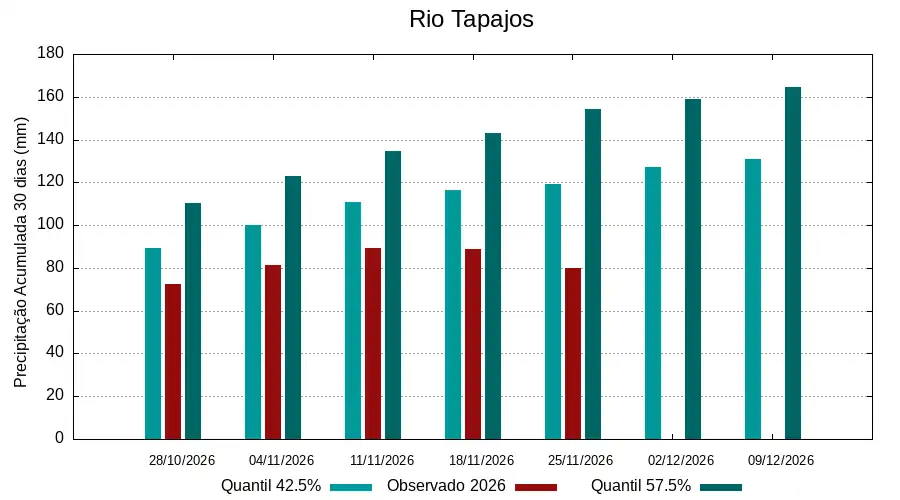 Rio Tapajos
Precipitação Acumulada 30 dias (mm)
180
160
140
120
100
80
60
40
20
0
28/10/2026 04/11/2026 11/11/2026 18/11/2026 25/11/2026 02/12/2026 09/12/2026
Quantil 42.5% Observado 2026 Quantil 57.5%